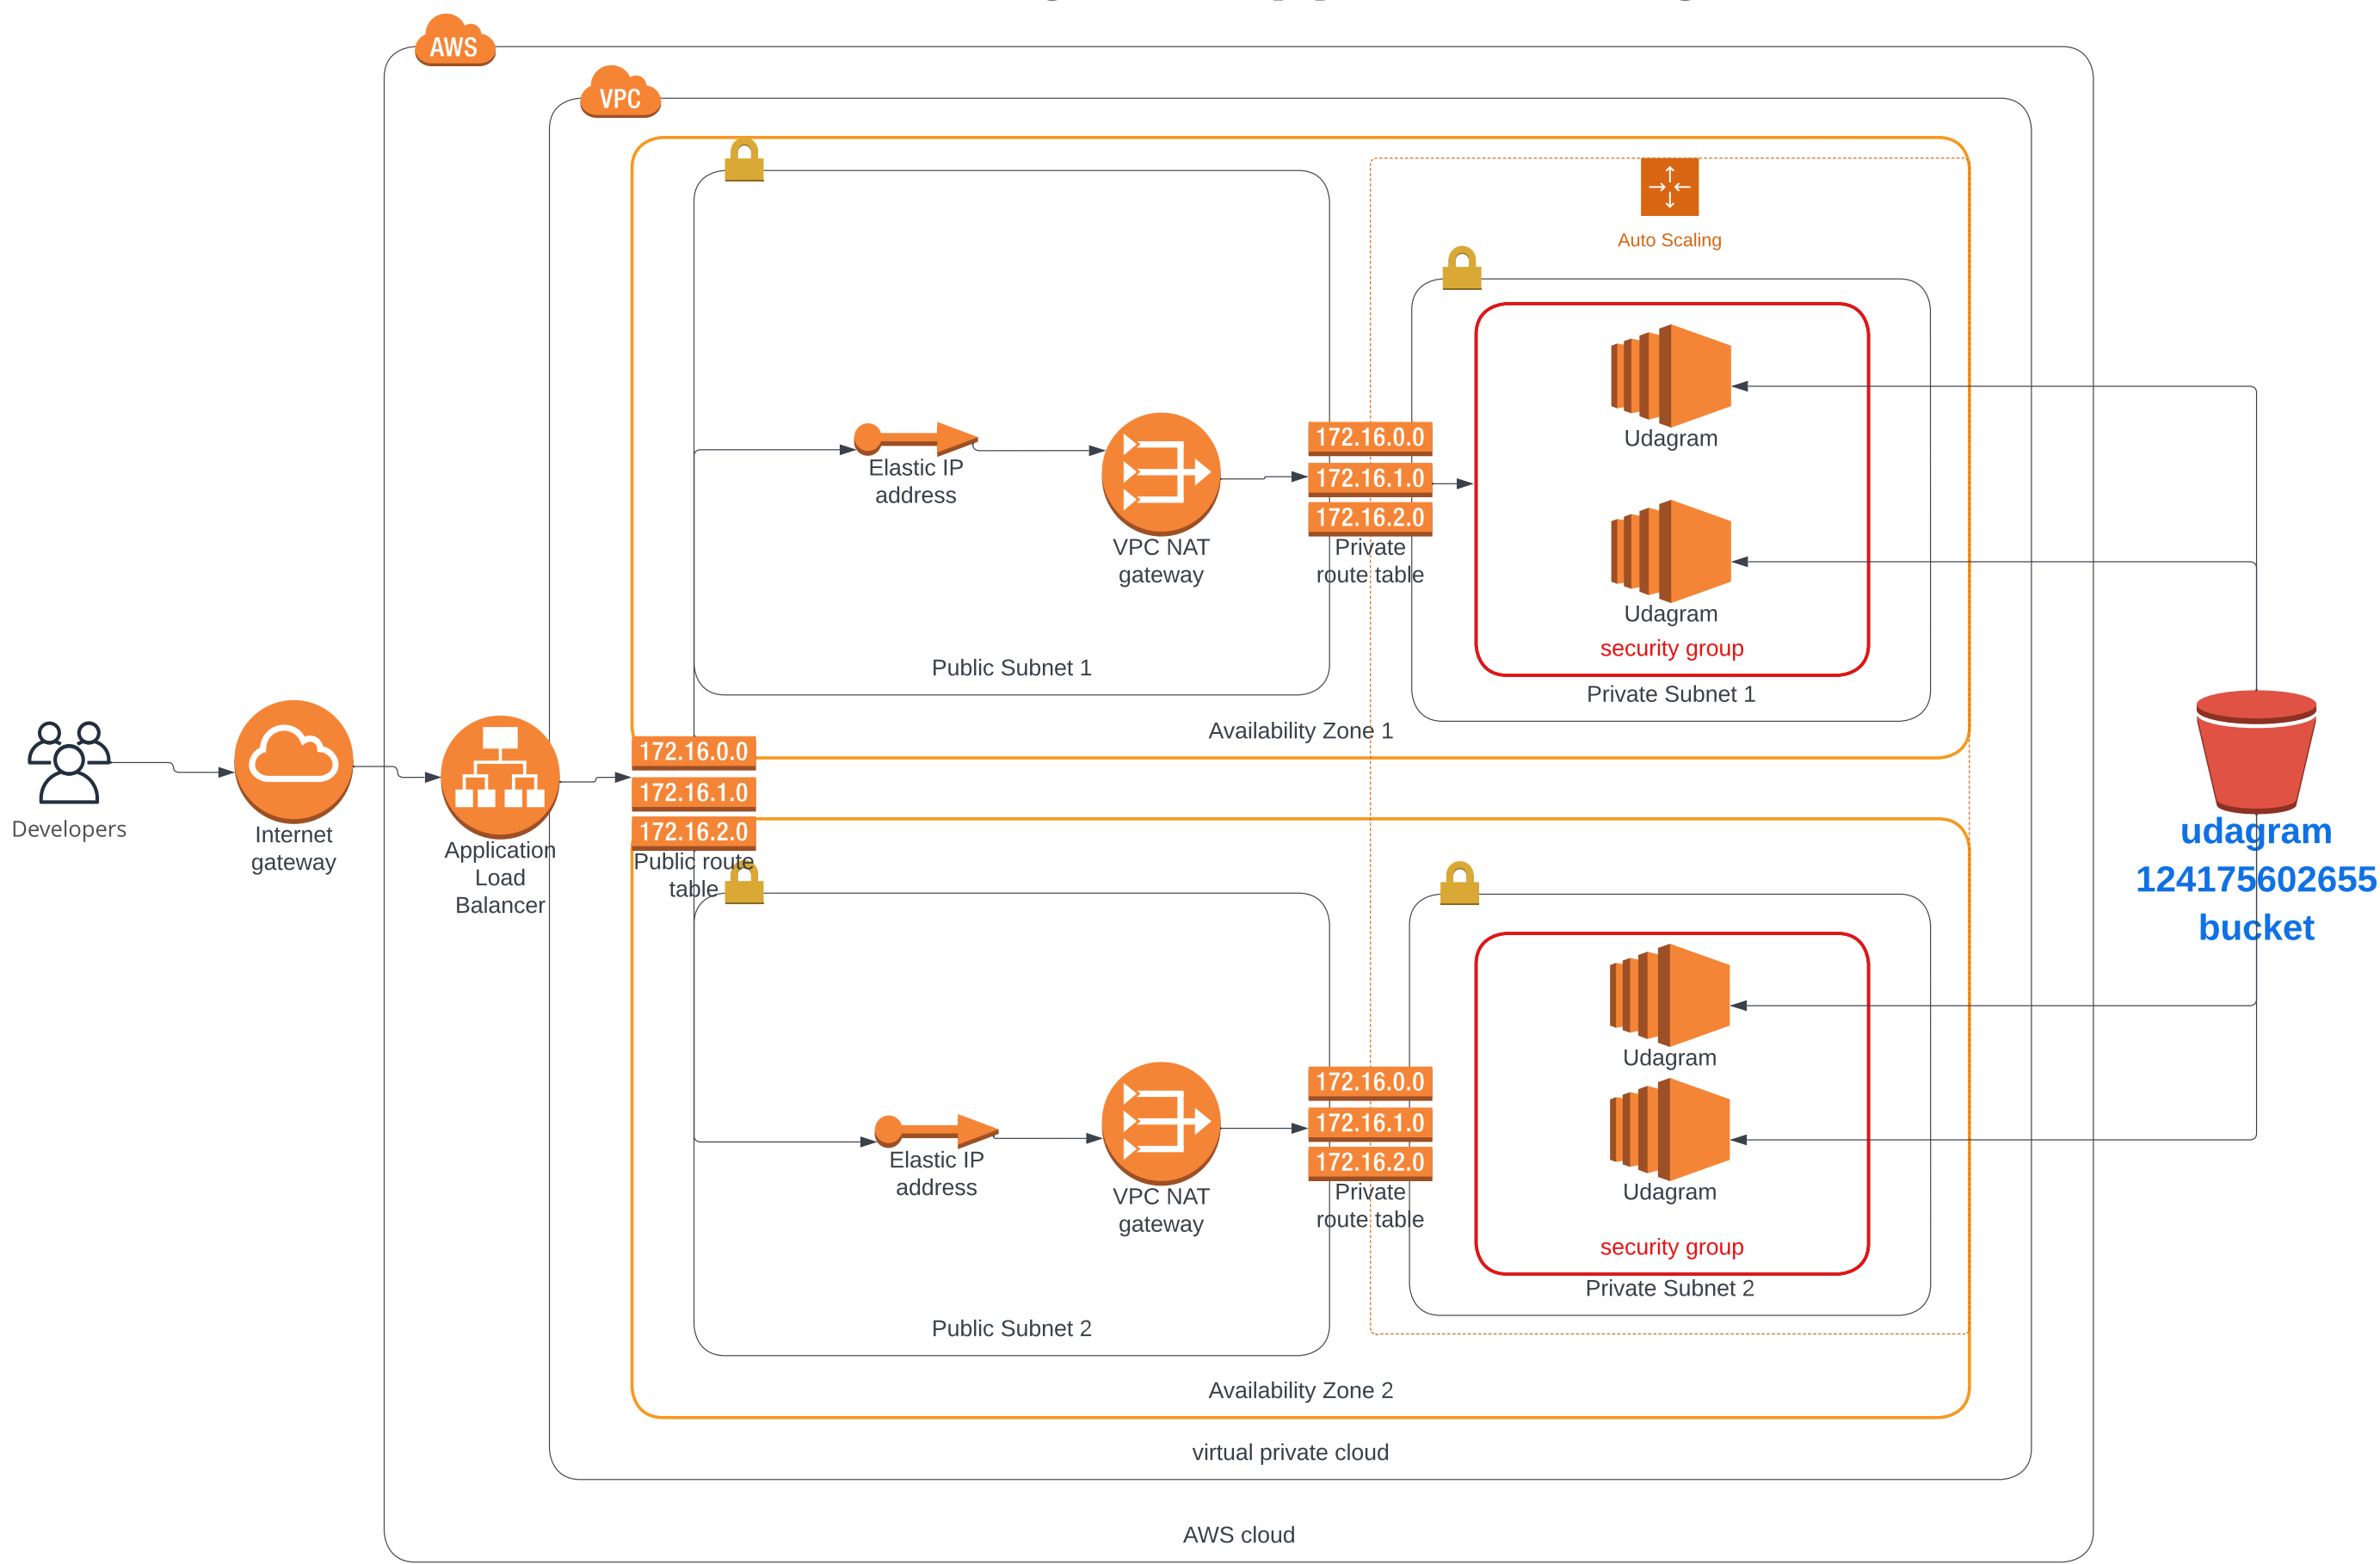 AWS
VPC
Auto Scaling
Elastic IP
address
VPC NAT
gateway
172.16.0.0
172.16.1.0
172.16.2.0
Private
route table
Udagram
Udagram
security group
Private Subnet 1
Public Subnet 1
Availability Zone 1
Developers
Internet
gateway
Application
Load
Balancer
172.16.0.0
172.16.1.0
172.16.2.0
Public route
table
udagram
124175602655
bucket
Elastic IP
address
VPC NAT
gateway
172.16.0.0
172.16.1.0
172.16.2.0
Private
route table
Udagram
Udagram
security group
Private Subnet 2
Public Subnet 2
Availability Zone 2
virtual private cloud
AWS cloud